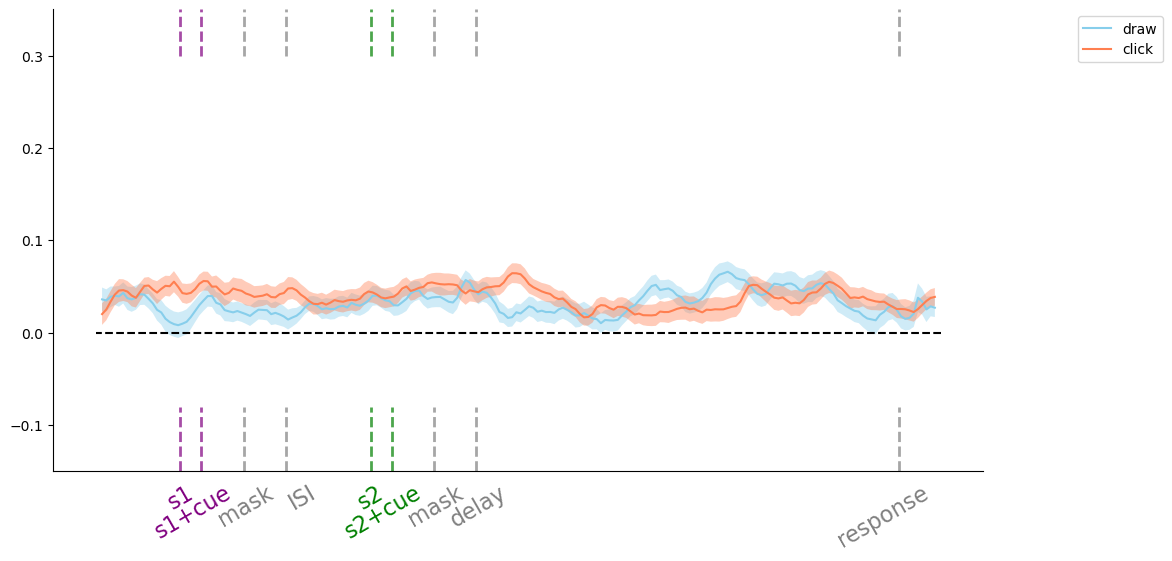 draw
click
0.3
0.2
0.1
0.0
−0.1
s1
s1+cue
mask
ISI
s2
s2+cue
mask
delay
response